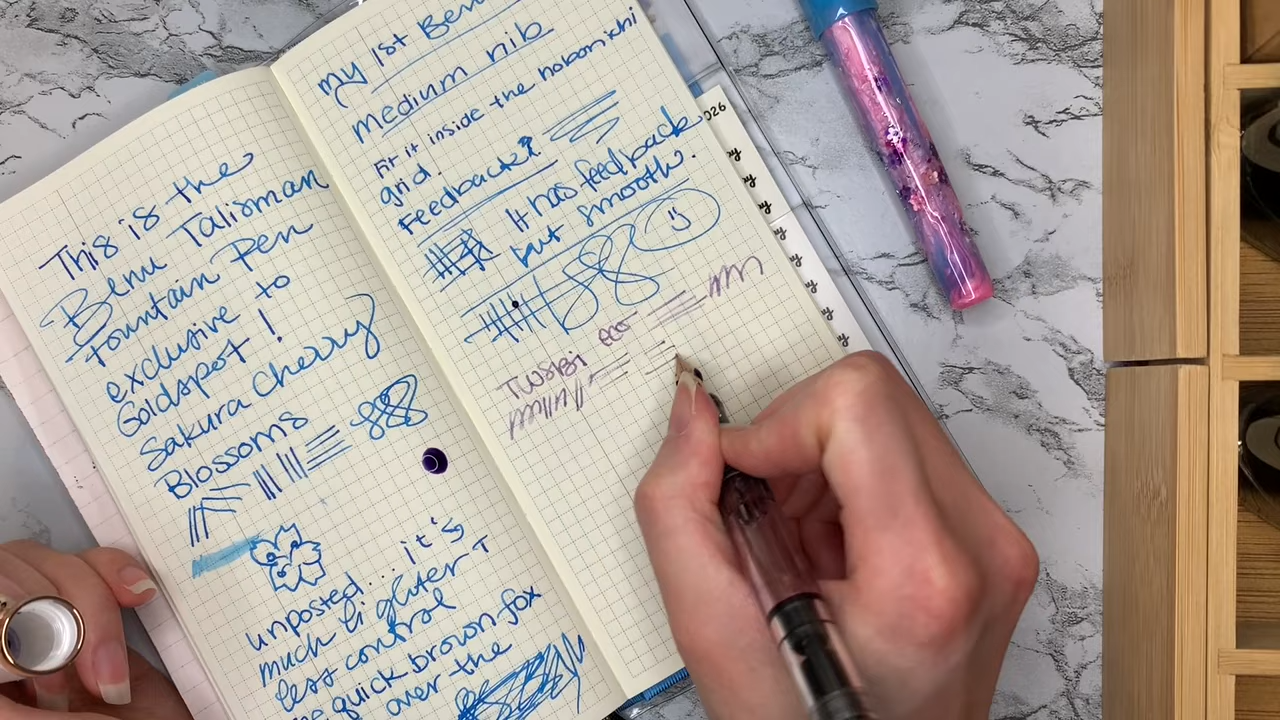 This is the
Benu Talisman
Fountain Pen
exclusive to
Goldspot!
Sakura Cherry
Blossoms
unposted... it's
much lighter
less control
quick brown fox
over the
my 1st Benu
medium nib
Fit it inside the hobonichi
grid.
Feedback?
It has feedback
but smooth.
TWSBI eco
026